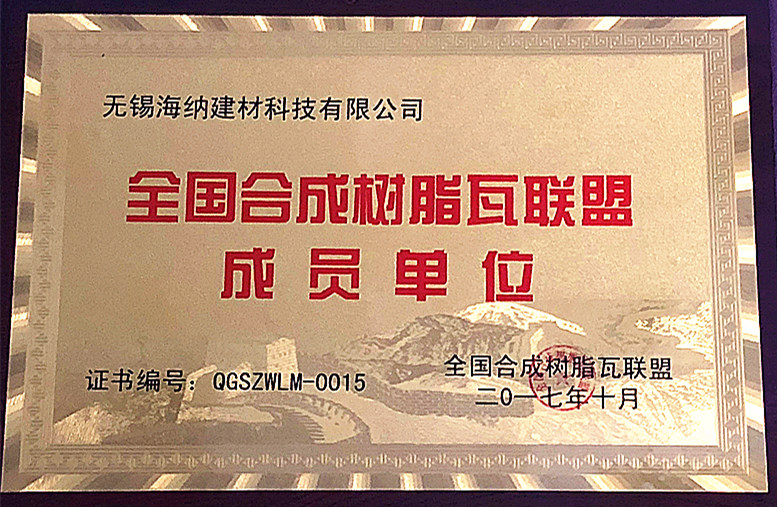 无锡海纳建材科技有限公司
全国合成树脂瓦联盟
成员单位
证书编号：QGSZWLM-0015
全国合成树脂瓦联盟
二0一七年十月